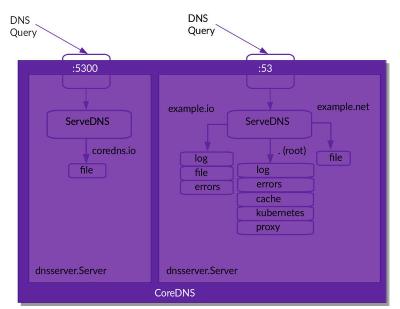 DNS
Query
DNS
Query
:5300
:53
ServeDNS
coredns.io
file
dnsserver.Server
example.io
ServeDNS
example.net
log
file
errors
. (root)
log
errors
cache
kubernetes
proxy
file
dnsserver.Server
CoreDNS